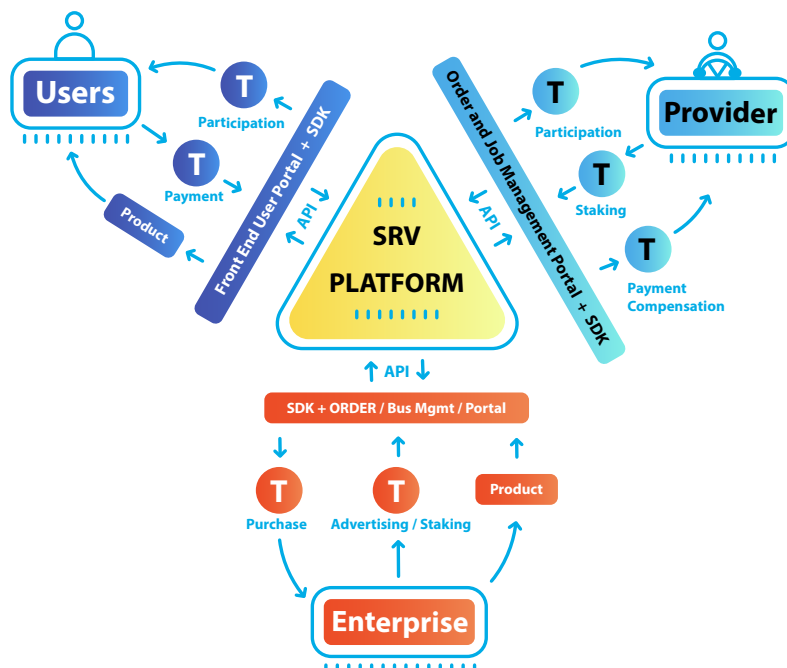 Users
T
Participation
T
Payment
Product
Front End User Portal + SDK
API
SRV
PLATFORM
API
Order and Job Management Portal + SDK
T
Participation
T
Staking
T
Payment
Compensation
Provider
API
SDK + ORDER / Bus Mgmt / Portal
T
Purchase
T
Advertising / Staking
Product
Enterprise